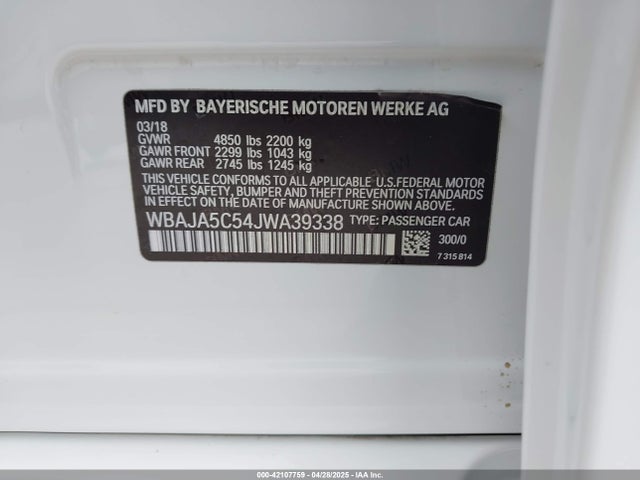 MFD BY BAYERISCHE MOTOREN WERKE AG
03/18
GVWR 4850 lbs 2200 kg
GAWR FRONT 2299 lbs 1043 kg
GAWR REAR 2745 lbs 1245 kg
THIS VEHICLE CONFORMS TO ALL APPLICABLE U.S.FEDERAL MOTOR
VEHICLE SAFETY, BUMPER AND THEFT PREVENTION STANDARDS
IN EFFECT ON THE DATE OF MANUFACTURE SHOWN ABOVE.
WBAJA5C54JWA39338 TYPE: PASSENGER CAR
300/0
7 315 814
000-42107759 - 04/28/2025 - IAA.com